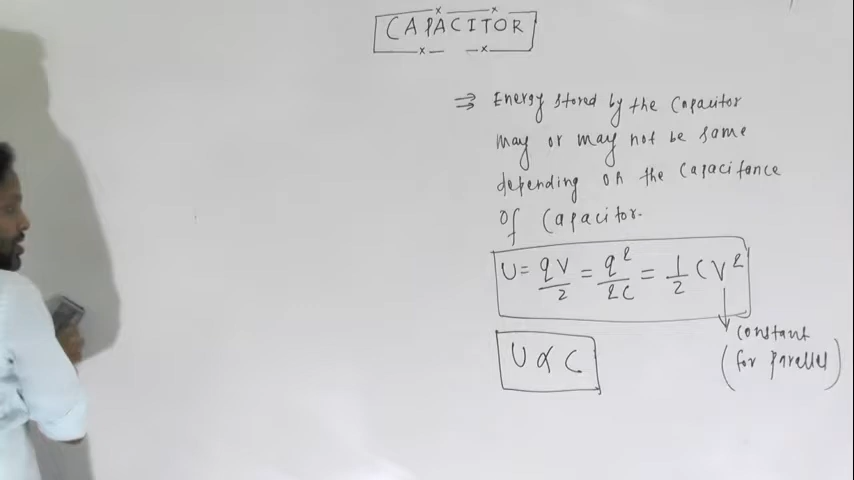 CAPACITOR
⇒ Energy stored by the capacitor
may or may not be same
depending on the capacitance
of capacitor.
U = qV/2 = q²/2C = 1/2 CV²
constant
(for parallel)
U ∝ C